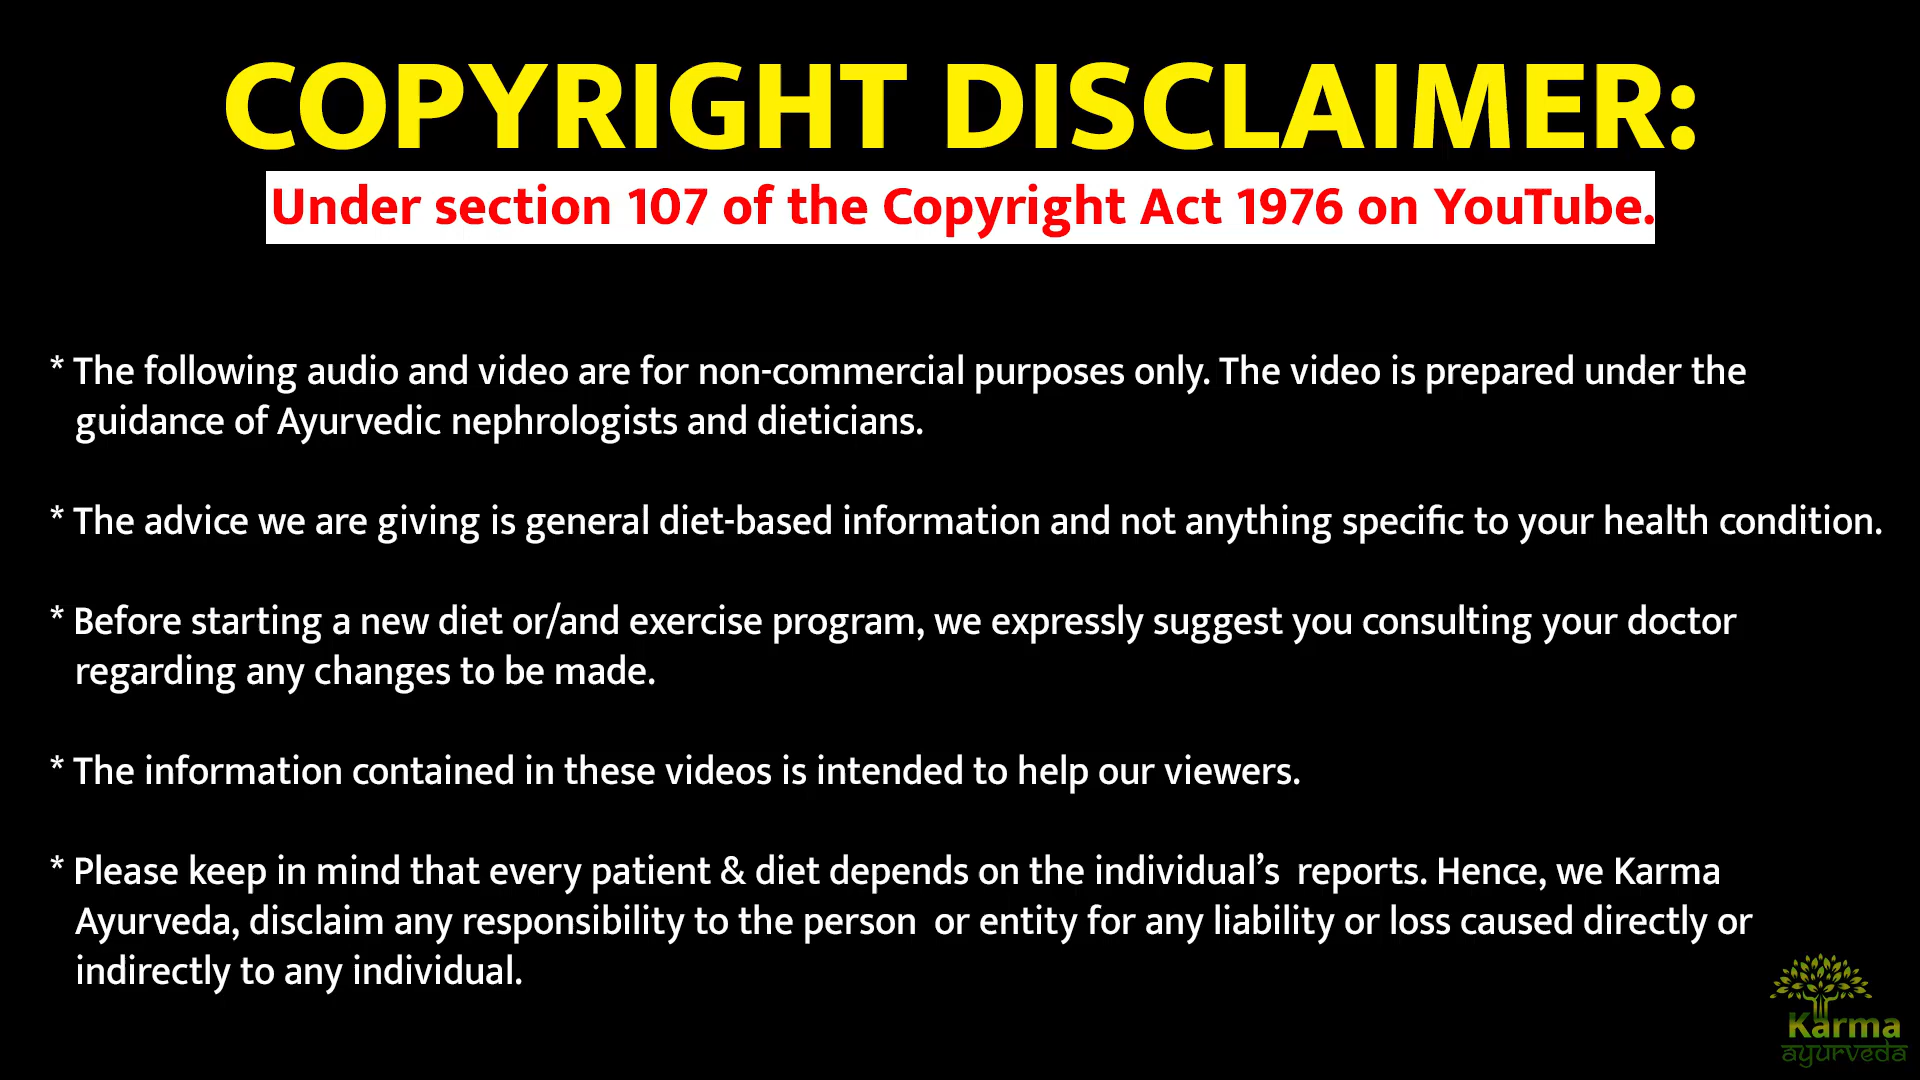 COPYRIGHT DISCLAIMER:
Under section 107 of the Copyright Act 1976 on YouTube.
* The following audio and video are for non-commercial purposes only. The video is prepared under the
guidance of Ayurvedic nephrologists and dieticians.
* The advice we are giving is general diet-based information and not anything specific to your health condition.
* Before starting a new diet or/and exercise program, we expressly suggest you consulting your doctor
regarding any changes to be made.
* The information contained in these videos is intended to help our viewers.
* Please keep in mind that every patient & diet depends on the individual’s  reports. Hence, we Karma
Ayurveda, disclaim any responsibility to the person  or entity for any liability or loss caused directly or
indirectly to any individual.
Karma
ayurveda